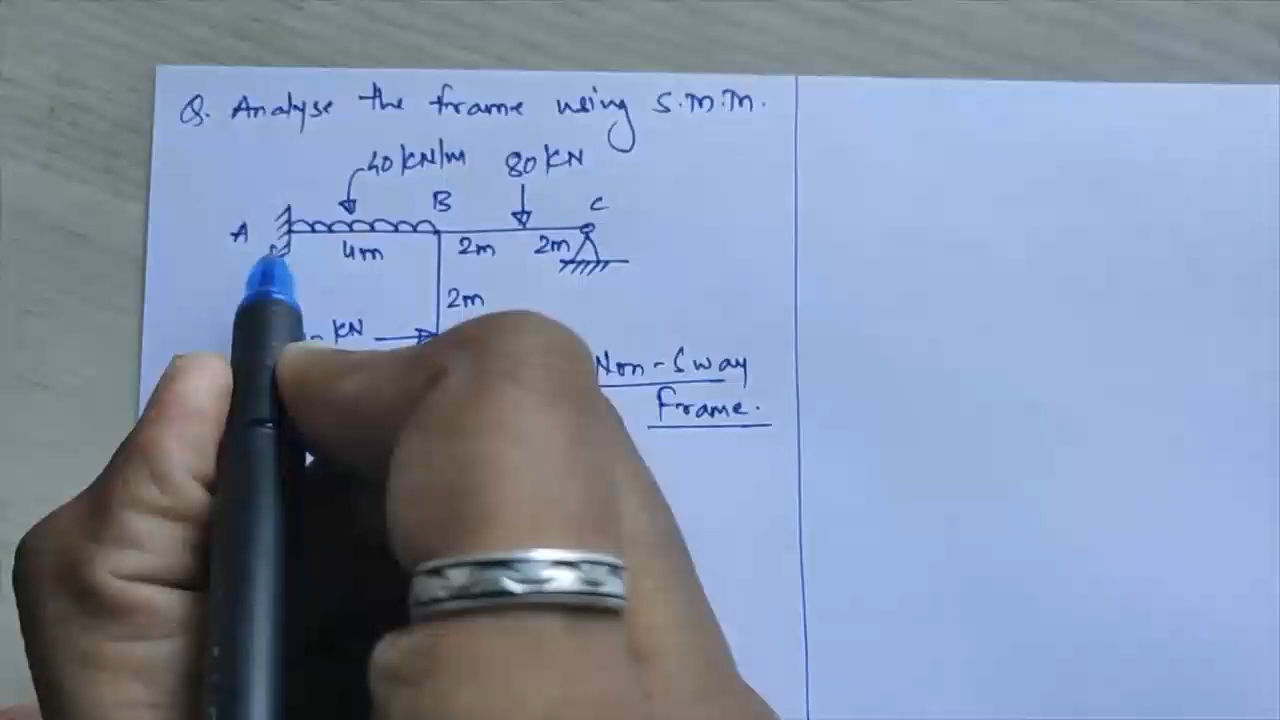 Q. Analyse the frame using S.M.M.
40 KN/m 80 KN
A B C
4m 2m 2m
2m
KN
Non-Sway
frame.